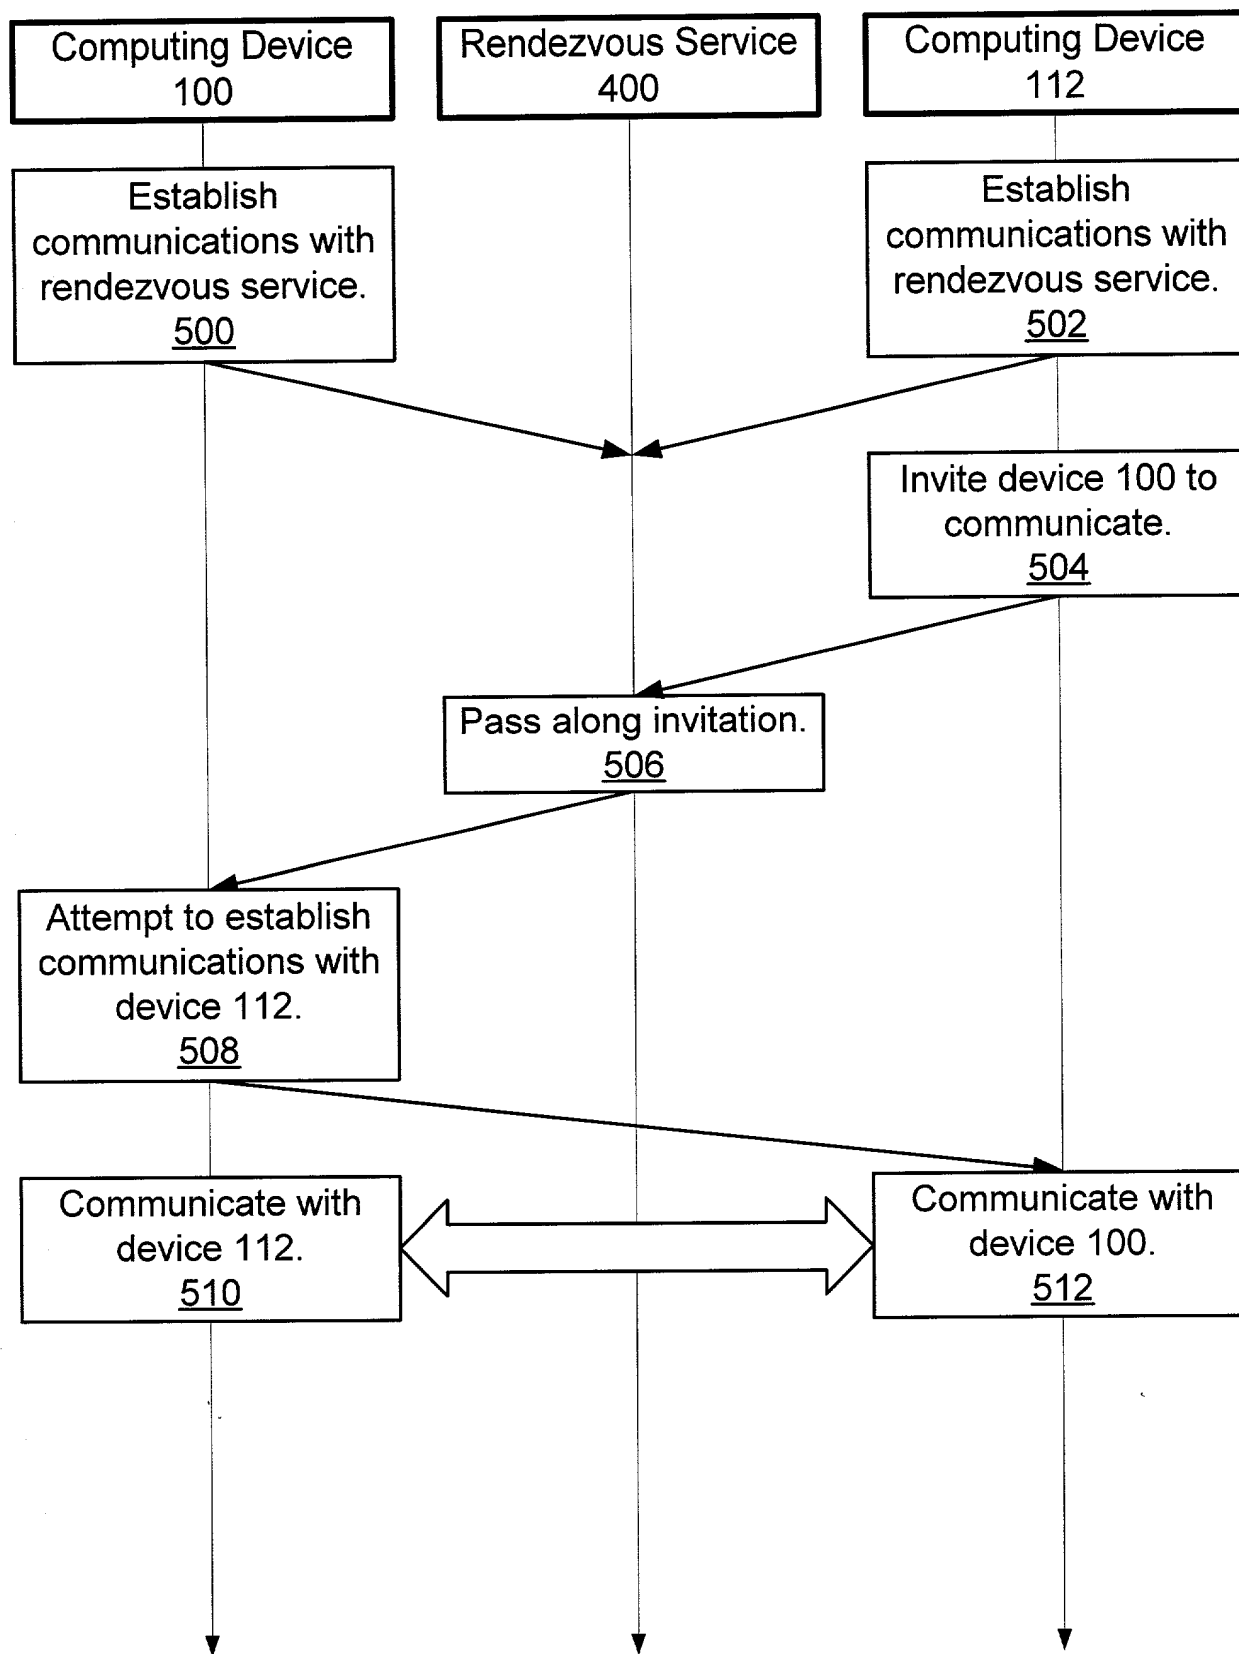 Computing Device
100
Rendezvous Service
400
Computing Device
112
Establish
communications with
rendezvous service.
500
Establish
communications with
rendezvous service.
502
Invite device 100 to
communicate.
504
Pass along invitation.
506
Attempt to establish
communications with
device 112.
508
Communicate with
device 112.
510
Communicate with
device 100.
512